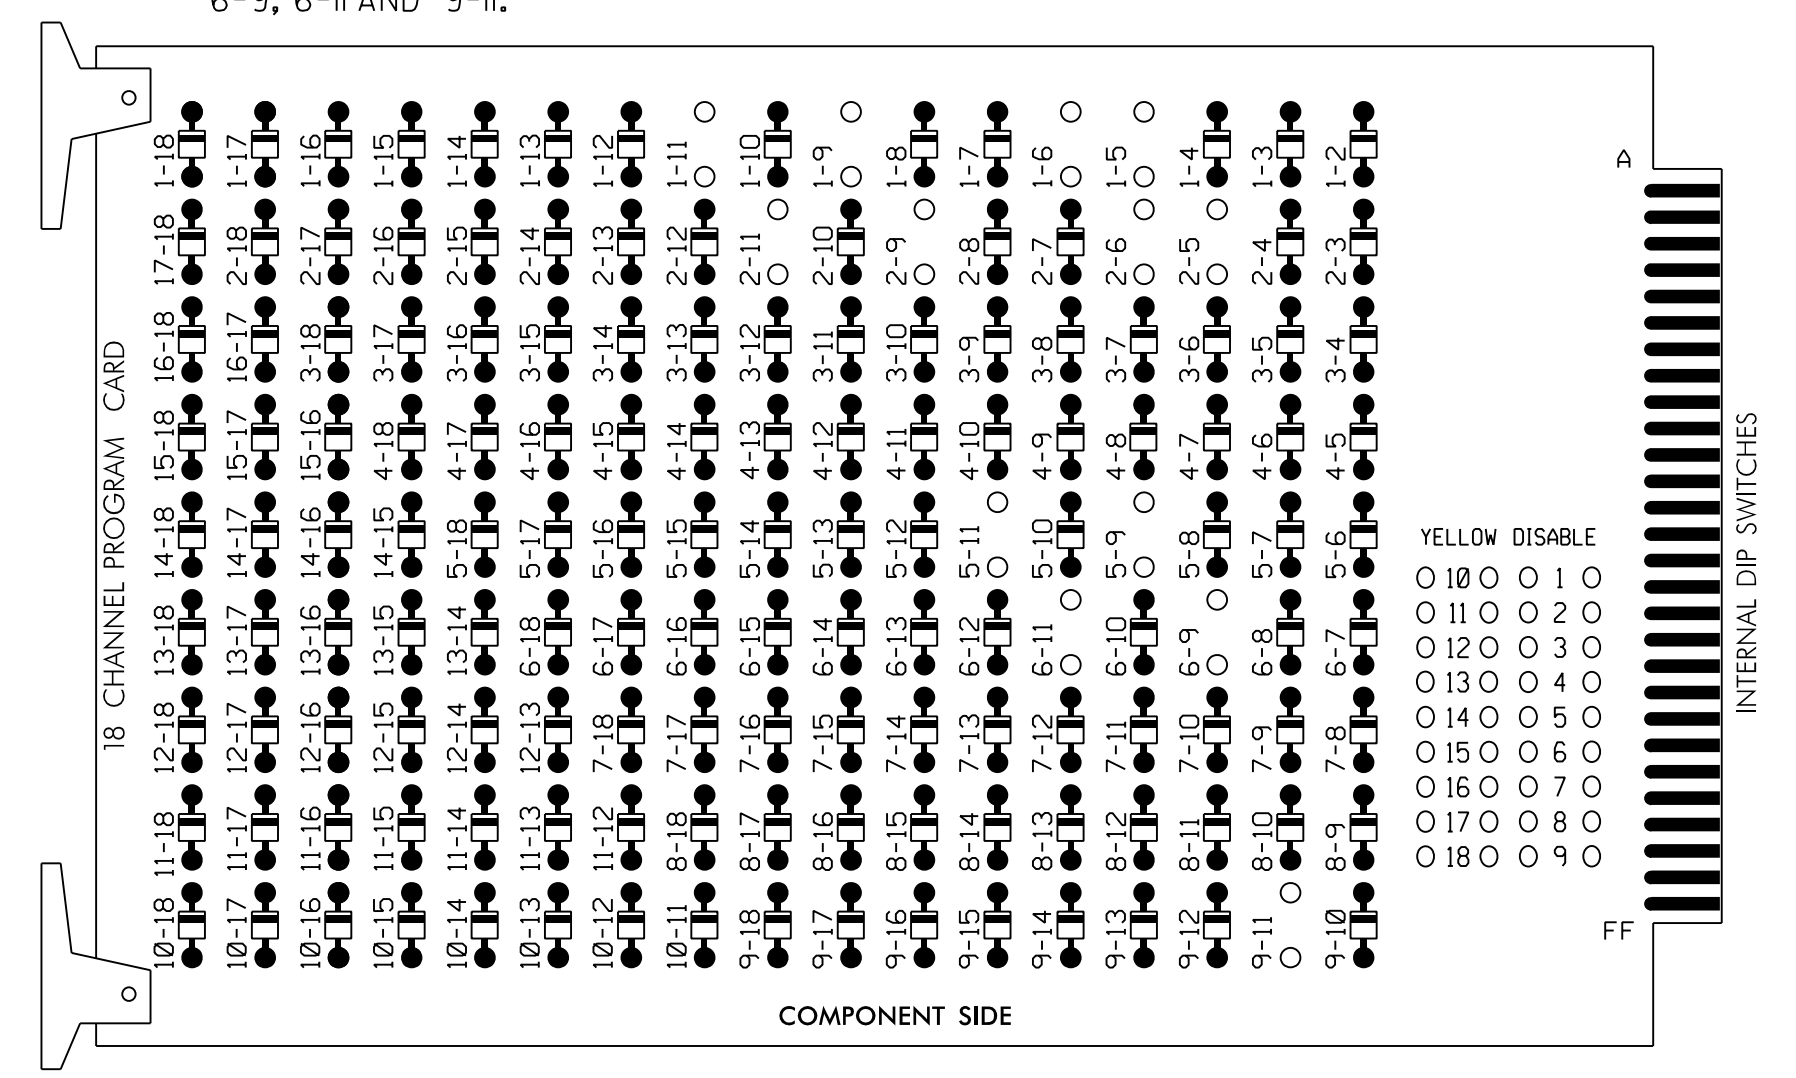 6-9, 6-11 AND 9-11.
1-18 1-17 1-16 1-15 1-14 1-13 1-12 1-11 1-10 1-9 1-8 1-7 1-6 1-5 1-4 1-3 1-2
A
17-18 2-18 2-17 2-16 2-15 2-14 2-13 2-12 2-11 2-10 2-9 2-8 2-7 2-6 2-5 2-4 2-3
16-18 16-17 3-18 3-17 3-16 3-15 3-14 3-13 3-12 3-11 3-10 3-9 3-8 3-7 3-6 3-5 3-4
15-18 15-17 15-16 4-18 4-17 4-16 4-15 4-14 4-13 4-12 4-11 4-10 4-9 4-8 4-7 4-6 4-5
14-18 14-17 14-16 14-15 5-18 5-17 5-16 5-15 5-14 5-13 5-12 5-11 5-10 5-9 5-8 5-7 5-6
13-18 13-17 13-16 13-15 13-14 6-18 6-17 6-16 6-15 6-14 6-13 6-12 6-11 6-10 6-9 6-8 6-7
12-18 12-17 12-16 12-15 12-14 12-13 7-18 7-17 7-16 7-15 7-14 7-13 7-12 7-11 7-10 7-9 7-8
11-18 11-17 11-16 11-15 11-14 11-13 11-12 8-18 8-17 8-16 8-15 8-14 8-13 8-12 8-11 8-10 8-9
10-18 10-17 10-16 10-15 10-14 10-13 10-12 10-11 9-18 9-17 9-16 9-15 9-14 9-13 9-12 9-11 9-10
18 CHANNEL PROGRAM CARD
YELLOW DISABLE
10 1
11 2
12 3
13 4
14 5
15 6
16 7
17 8
18 9
FF
INTERNAL DIP SWITCHES
COMPONENT SIDE